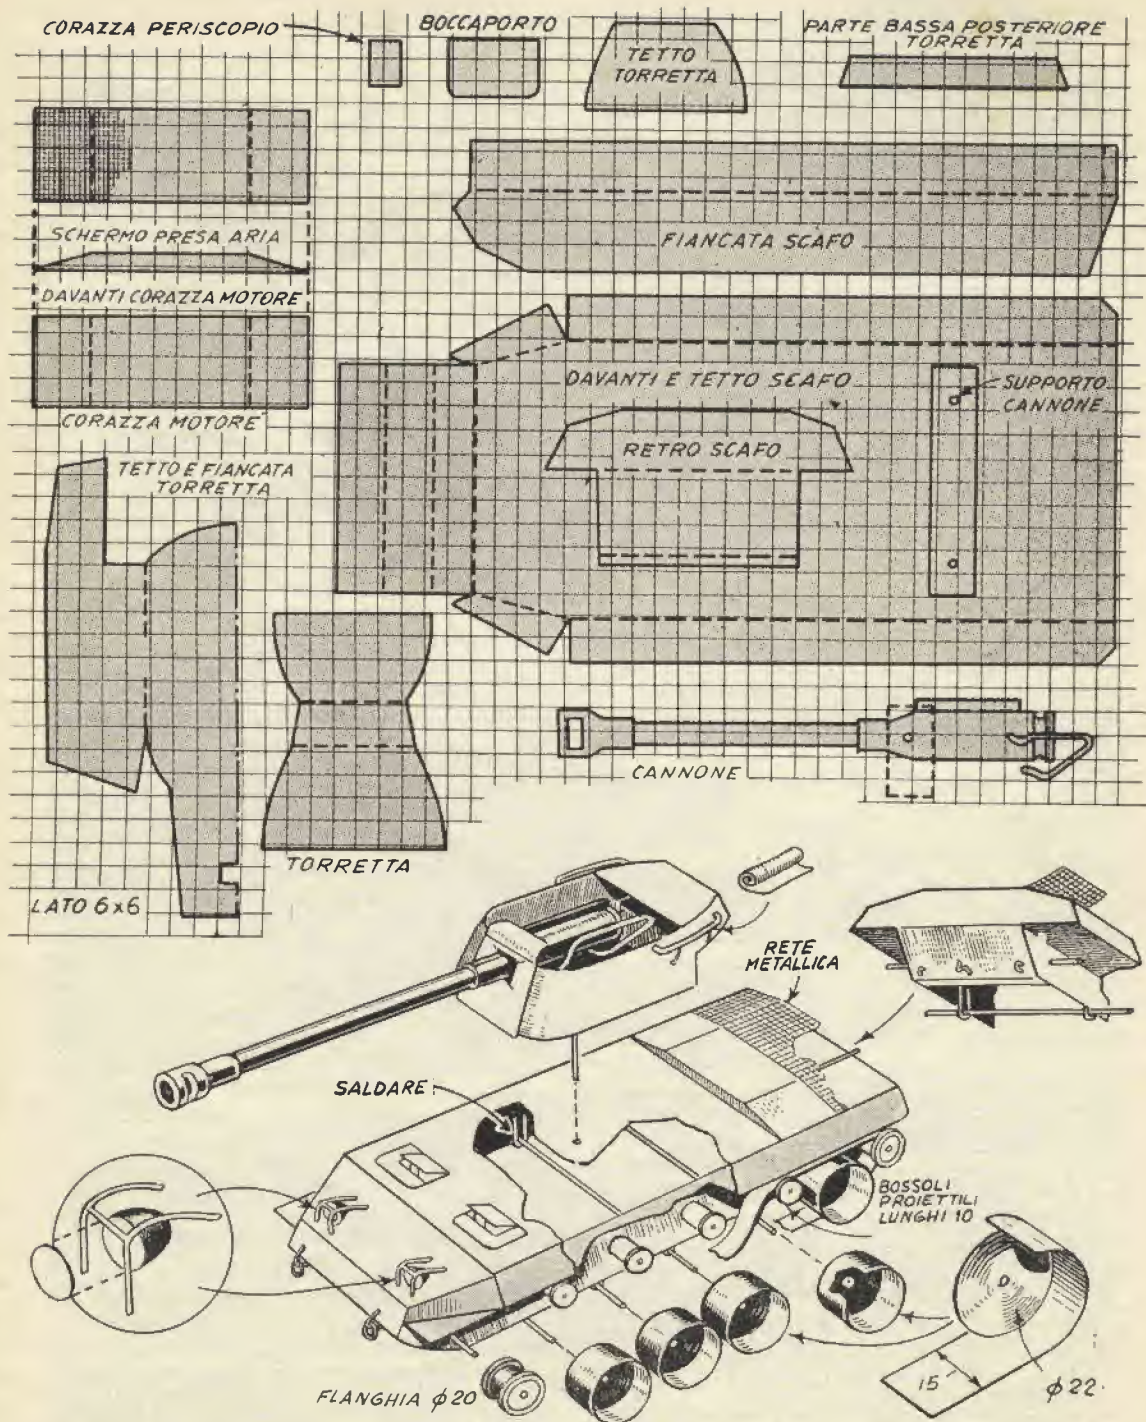 CORAZZA PERISCOPIO
BOCCAPORTO
TETTO
TORRETTA
PARTE BASSA POSTERIORE
TORRETTA
SCHERMO PRESA ARIA
FIANCATA SCAFO
DAVANTI CORAZZA MOTORE
DAVANTI E TETTO SCAFO
SUPPORTO
CANNONE
CORAZZA MOTORE
RETRO SCAFO
TETTO E FIANCATA
TORRETTA
CANNONE
TORRETTA
LATO 6x6
RETE
METALLICA
SALDARE
BOSSOLI
PROIETTILI
LUNGHI 10
FLANGHIA φ20
15
φ22